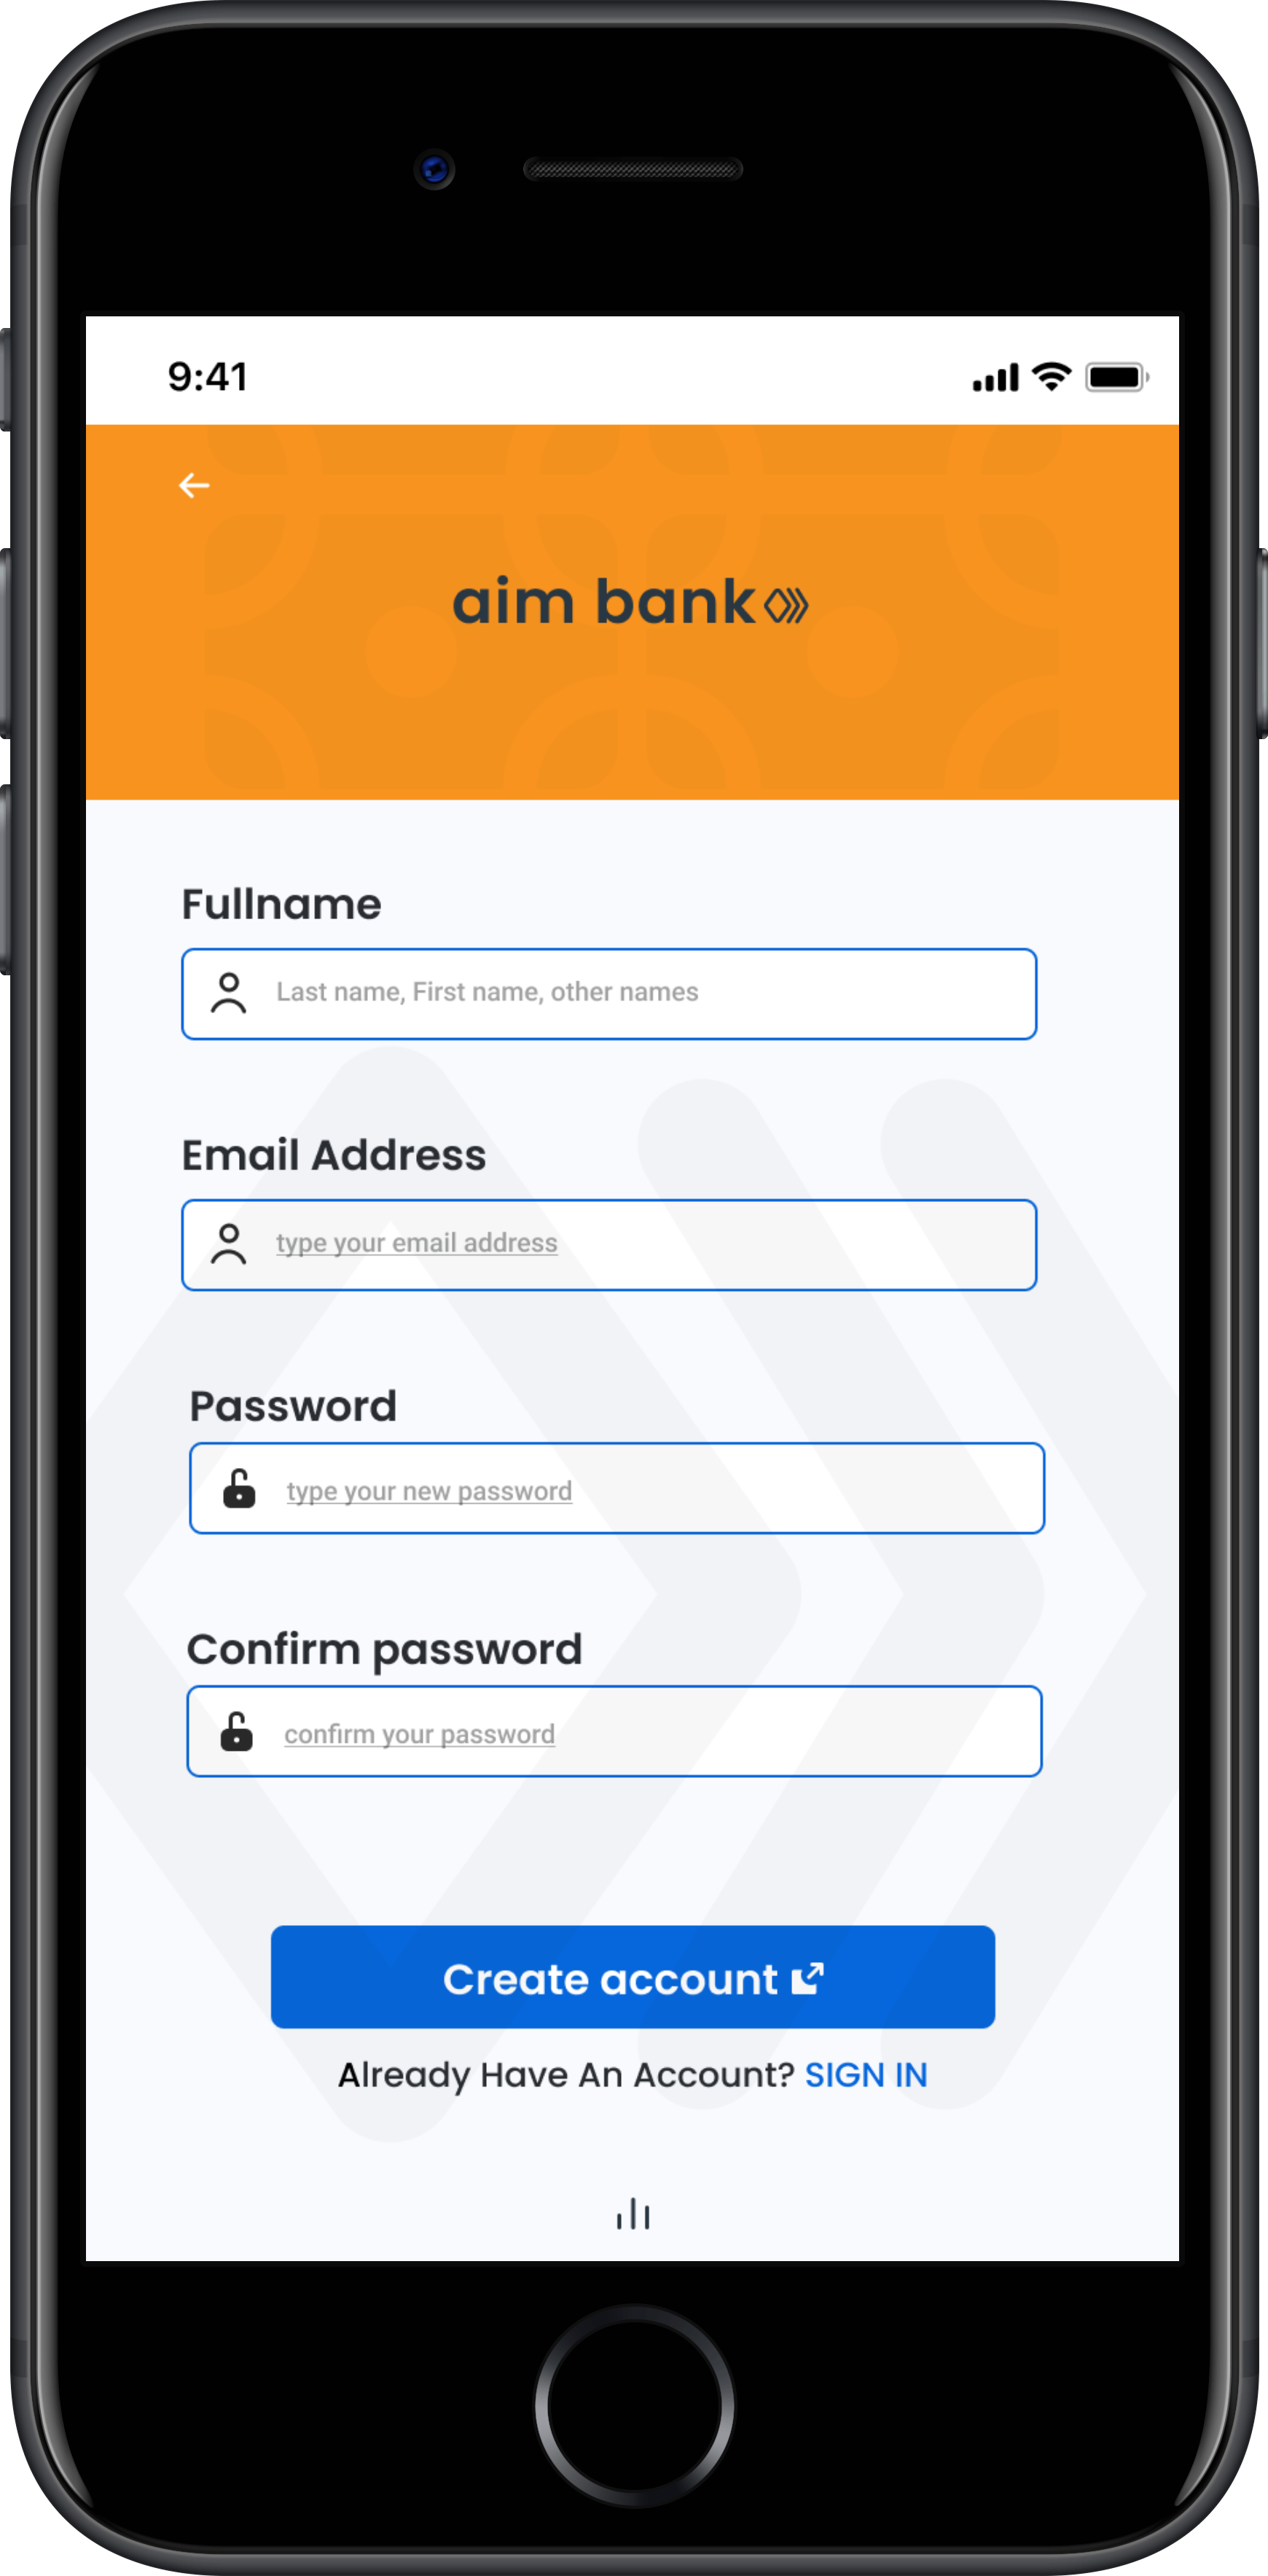 9:41
aim bank
Fullname
Last name, First name, other names
Email Address
type your email address
Password
type your new password
Confirm password
confirm your password
Create account
Already Have An Account? SIGN IN